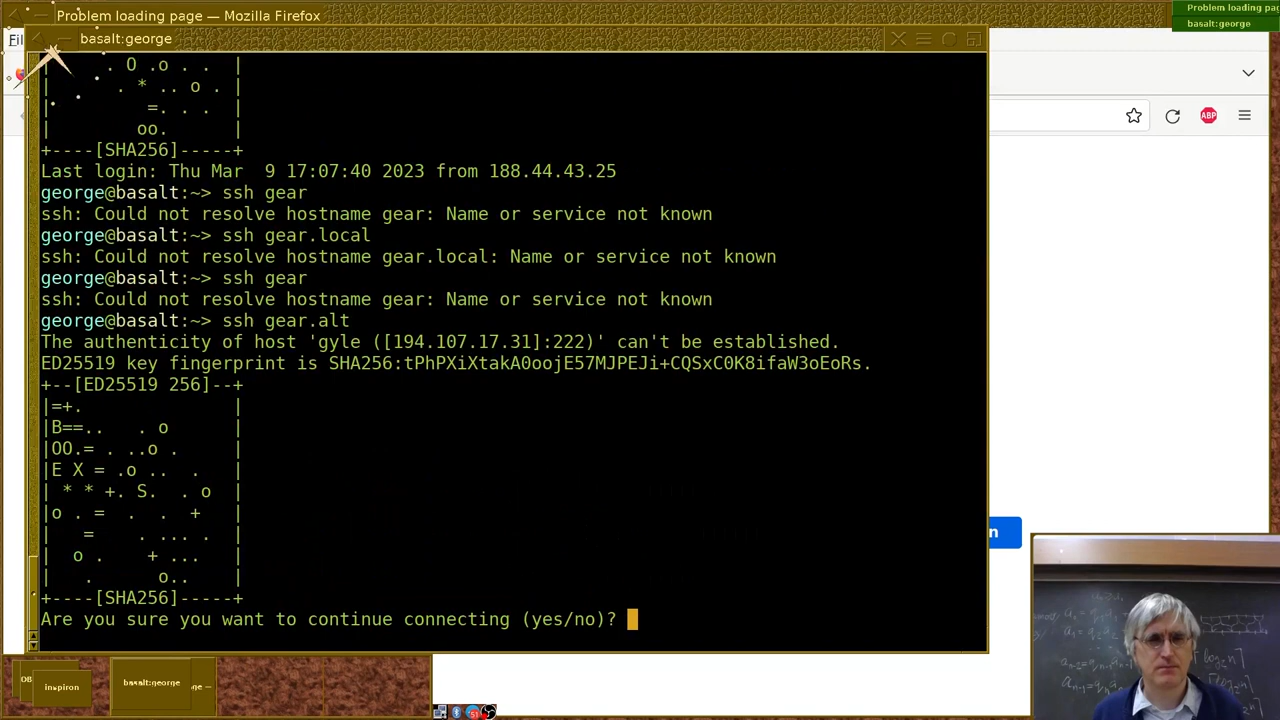 Problem loading page — Mozilla Firefox
Problem loading pag
basalt:george
basalt:george
Fil
ABP
| . O .o . . |
| . * .. o . |
| =. . . |
| oo. |
+----[SHA256]-----+
Last login: Thu Mar  9 17:07:40 2023 from 188.44.43.25
george@basalt:~> ssh gear
ssh: Could not resolve hostname gear: Name or service not known
george@basalt:~> ssh gear.local
ssh: Could not resolve hostname gear.local: Name or service not known
george@basalt:~> ssh gear
ssh: Could not resolve hostname gear: Name or service not known
george@basalt:~> ssh gear.alt
The authenticity of host 'gyle ([194.107.17.31]:222)' can't be established.
ED25519 key fingerprint is SHA256:tPhPXiXtakA0oojE57MJPEJi+CQSxC0K8ifaW3oEoRs.
+--[ED25519 256]--+
|=+.              |
|B==..   . o      |
|OO.= . ..o .     |
|E X = .o ..  .   |
| * * +. S.  . o  |
|o . =  .  .  +   |
|   =    . ... .  |
|  o .    + ...   |
|   .      o..    |
+----[SHA256]-----+
Are you sure you want to continue connecting (yes/no)?
n
OB
inspiron
basalt:george
ge —
51